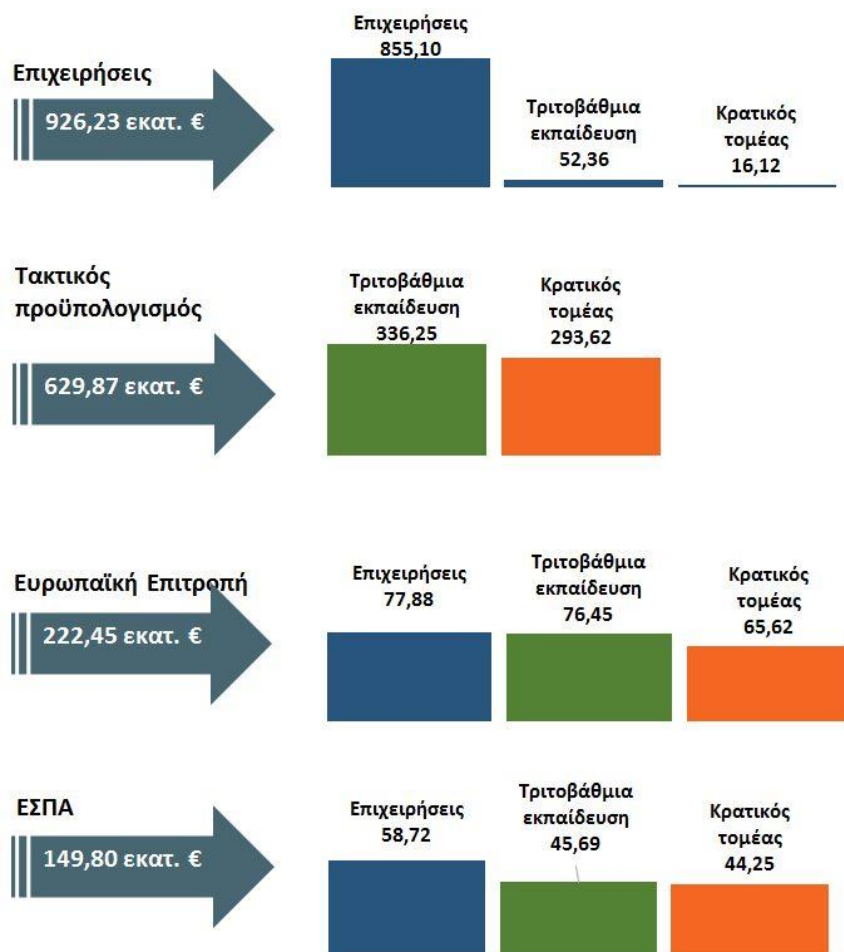 Επιχειρήσεις
926,23 εκατ. €
Επιχειρήσεις
855,10
Τριτοβάθμια
εκπαίδευση
52,36
Κρατικός
τομέας
16,12
Τακτικός
προϋπολογισμός
629,87 εκατ. €
Τριτοβάθμια
εκπαίδευση
336,25
Κρατικός
τομέας
293,62
Ευρωπαϊκή Επιτροπή
222,45 εκατ. €
Επιχειρήσεις
77,88
Τριτοβάθμια
εκπαίδευση
76,45
Κρατικός
τομέας
65,62
ΕΣΠΑ
149,80 εκατ. €
Επιχειρήσεις
58,72
Τριτοβάθμια
εκπαίδευση
45,69
Κρατικός
τομέας
44,25